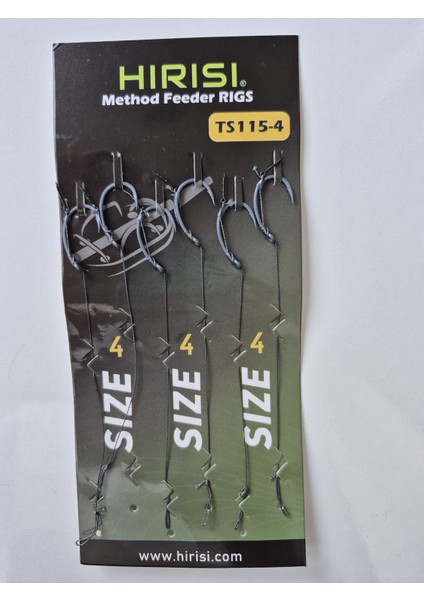 HIRISI®
Method Feeder RIGS
TS115-4
SIZE 4
SIZE 4
SIZE 4
www.hirisi.com